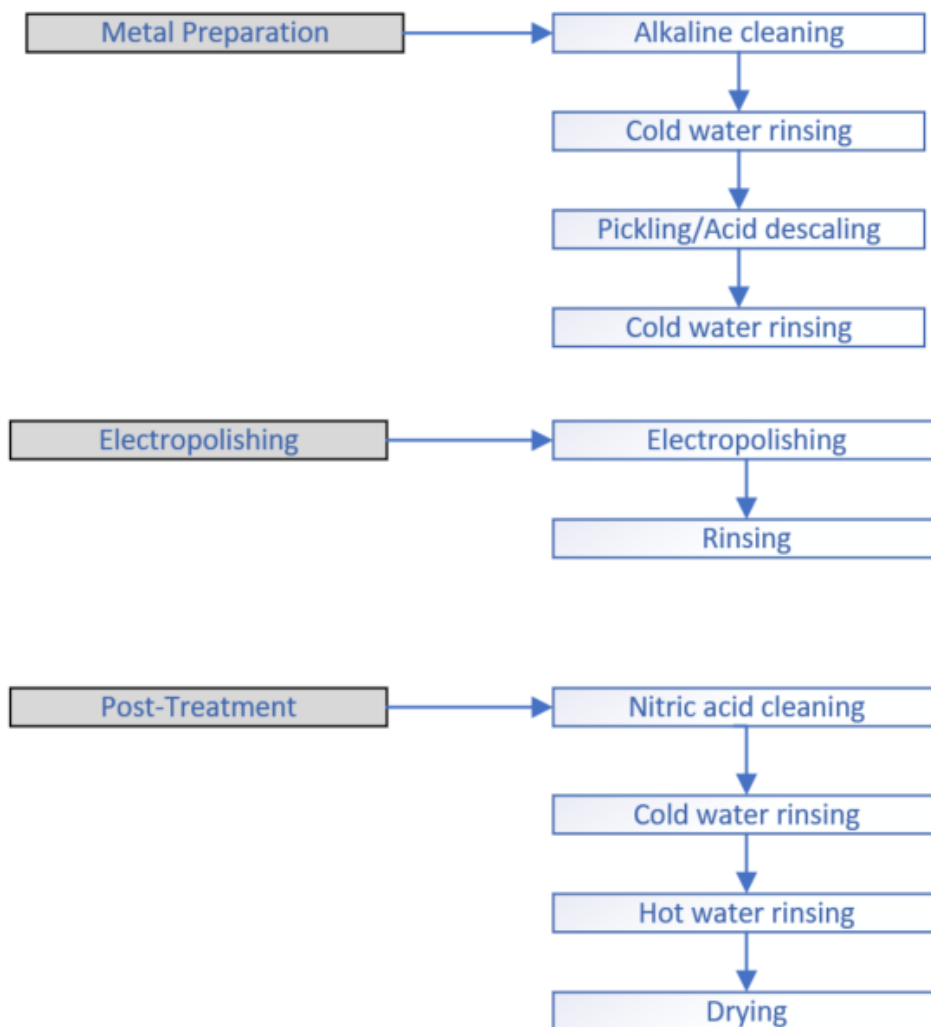 Metal Preparation
Alkaline cleaning
Cold water rinsing
Pickling/Acid descaling
Cold water rinsing
Electropolishing
Electropolishing
Rinsing
Post-Treatment
Nitric acid cleaning
Cold water rinsing
Hot water rinsing
Drying